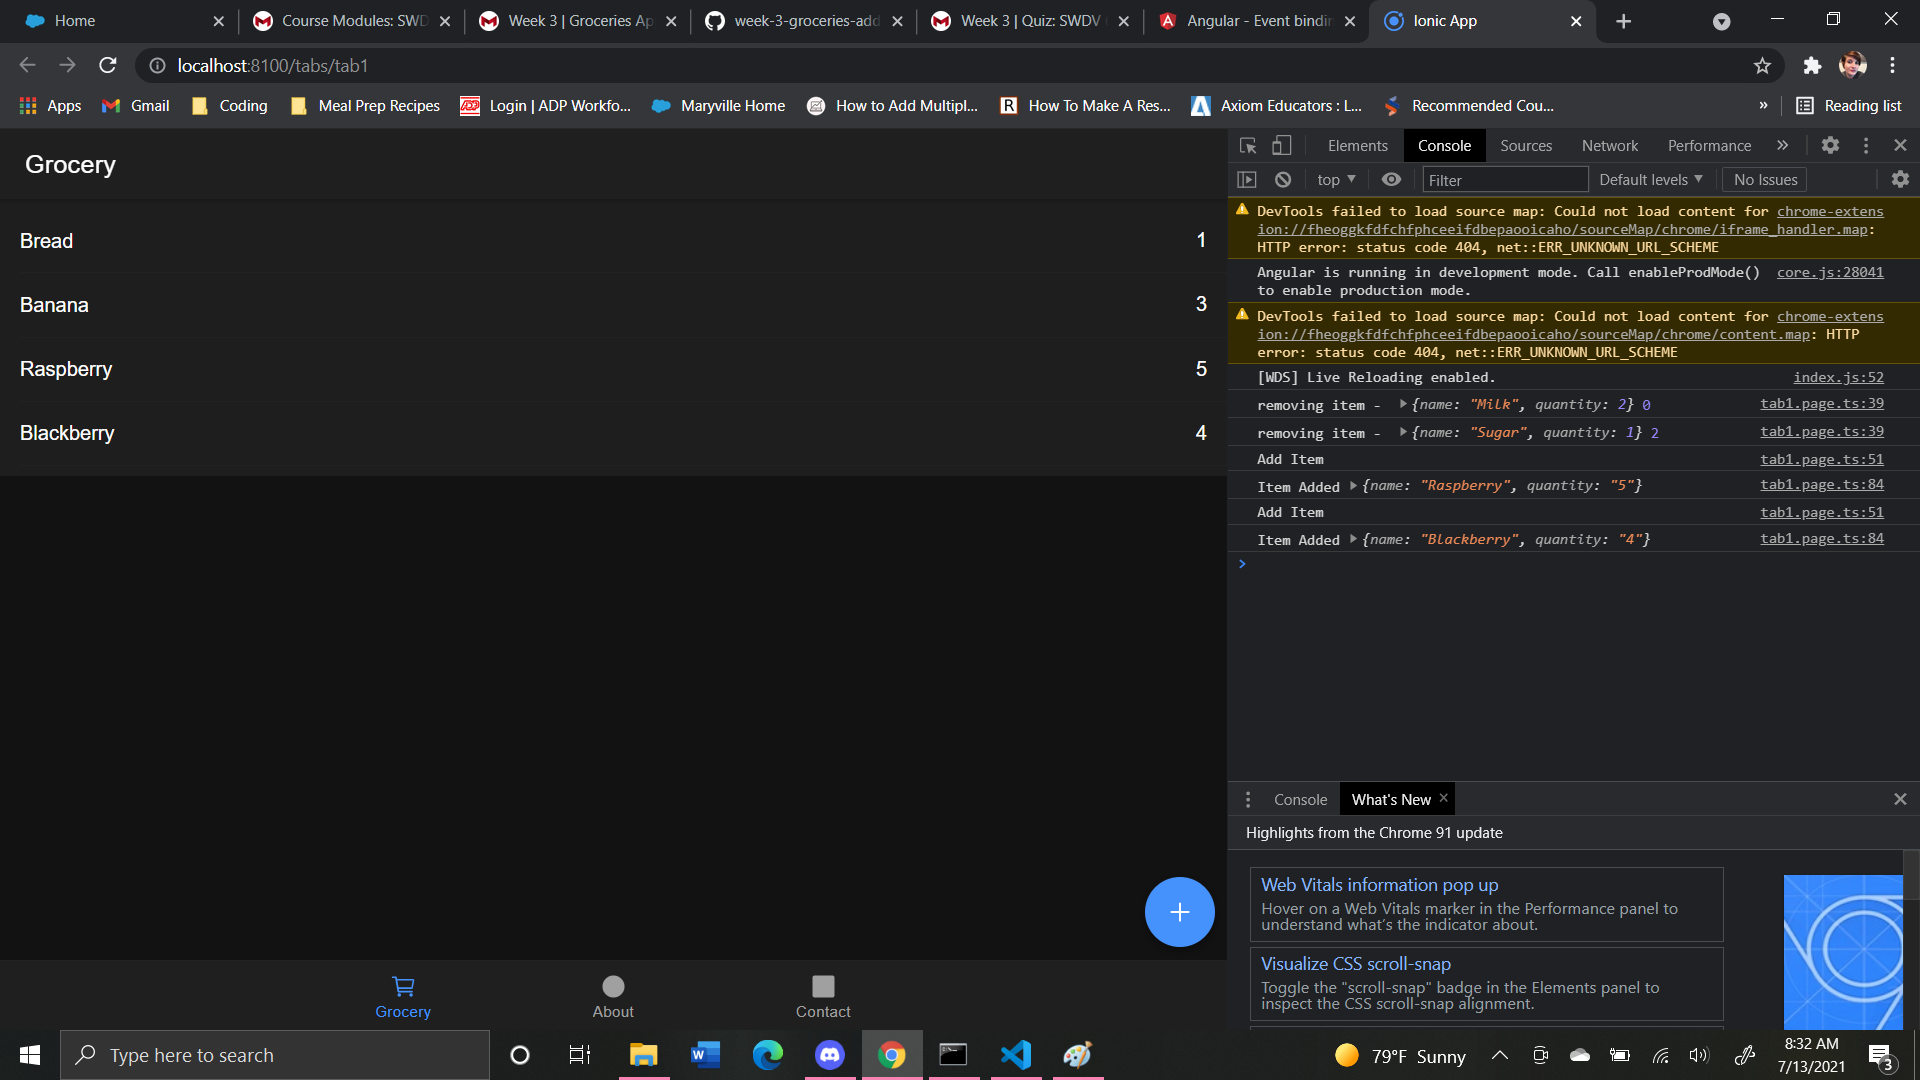 Home
Course Modules: SWD
Week 3 | Groceries Ap
week-3-groceries-add
Week 3 | Quiz: SWDV
Angular - Event bindin
Ionic App
localhost:8100/tabs/tab1
Apps
Gmail
Coding
Meal Prep Recipes
ADP
Login | ADP Workfo...
Maryville Home
How to Add Multipl...
R
How To Make A Res...
Axiom Educators : L...
Recommended Cou...
»
Reading list
Grocery
Bread 1
Banana 3
Raspberry 5
Blackberry 4
Grocery
About
Contact
Elements
Console
Sources
Network
Performance
»
top
Filter
Default levels
No Issues
DevTools failed to load source map: Could not load content for chrome-extens
ion://fheoggkfdfchfphceeifdbepaooicaho/sourceMap/chrome/iframe_handler.map:
HTTP error: status code 404, net::ERR_UNKNOWN_URL_SCHEME
Angular is running in development mode. Call enableProdMode() core.js:28041
to enable production mode.
DevTools failed to load source map: Could not load content for chrome-extens
ion://fheoggkfdfchfphceeifdbepaooicaho/sourceMap/chrome/content.map: HTTP
error: status code 404, net::ERR_UNKNOWN_URL_SCHEME
[WDS] Live Reloading enabled. index.js:52
removing item - {name: "Milk", quantity: 2} 0 tab1.page.ts:39
removing item - {name: "Sugar", quantity: 1} 2 tab1.page.ts:39
Add Item tab1.page.ts:51
Item Added {name: "Raspberry", quantity: "5"} tab1.page.ts:84
Add Item tab1.page.ts:51
Item Added {name: "Blackberry", quantity: "4"} tab1.page.ts:84
Console
What's New
Highlights from the Chrome 91 update
Web Vitals information pop up
Hover on a Web Vitals marker in the Performance panel to
understand what's the indicator about.
Visualize CSS scroll-snap
Toggle the "scroll-snap" badge in the Elements panel to
inspect the CSS scroll-snap alignment.
Type here to search
79°F Sunny
8:32 AM
7/13/2021
3